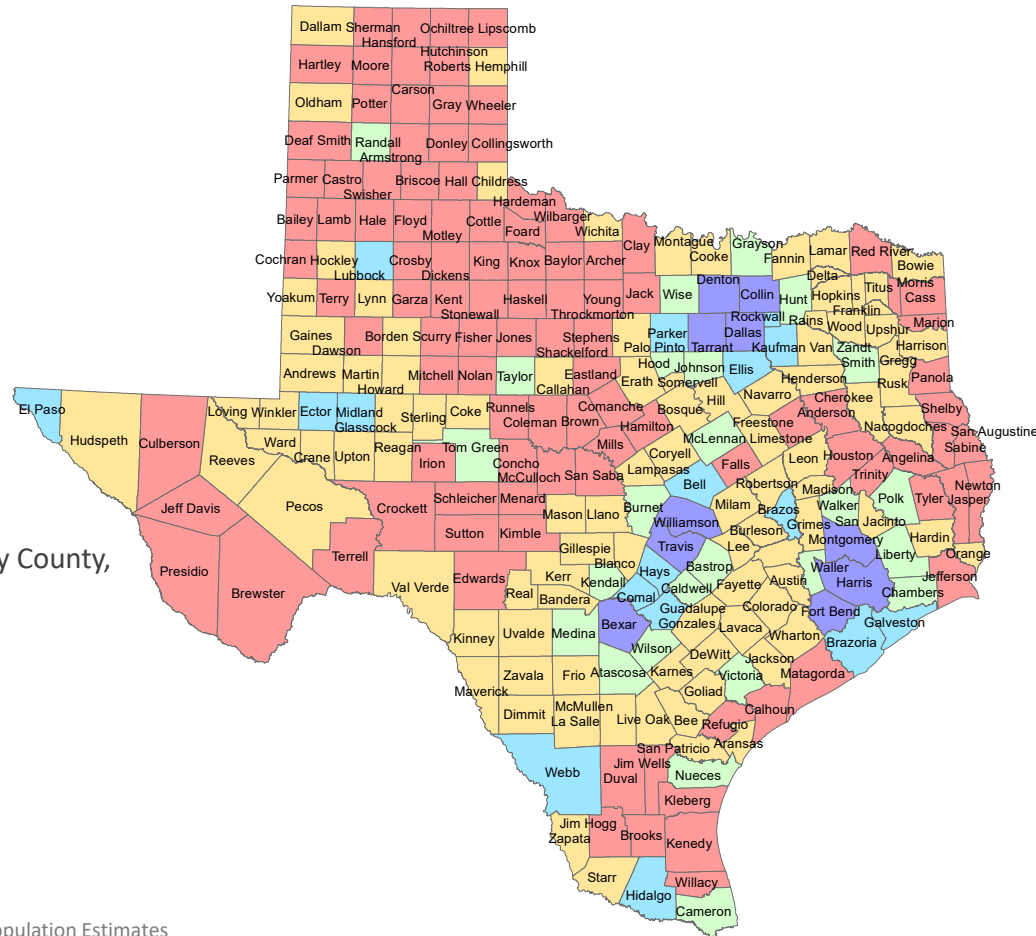 Dallam Sherman Ochiltree Lipscomb
Hansford
Hutchinson
Hartley Moore Roberts Hemphill
Carson
Oldham Potter Gray Wheeler
Deaf Smith Randall Donley Collingsworth
Armstrong
Parmer Castro Briscoe Hall Childress
Swisher
Hardeman
Bailey Lamb Hale Floyd Cottle Foard Wilbarger Wichita
Motley
Clay Montague Cooke Grayson Fannin Lamar Red River Bowie
Cochran Hockley Crosby King Knox Baylor Archer
Lubbock Dickens
Denton Delta Morris
Yoakum Terry Lynn Garza Kent Haskell Young Jack Wise Collin Hunt Hopkins Titus Cass
Stonewall Throckmorton
Franklin
Rockwall Rains Wood Upshur Marion
Gaines Borden Scurry Fisher Jones Stephens Palo Parker Dallas
Dawson Shackelford Pinto Tarrant Kaufman Van Zandt Harrison
Andrews Martin Mitchell Nolan Taylor Eastland Hood Johnson Ellis Smith Gregg
Howard Callahan Erath Somervell Henderson Rusk Panola
El Paso Loving Winkler Ector Midland Sterling Coke Runnels Comanche Bosque Hill Navarro Cherokee Shelby
Glasscock Coleman Brown Hamilton Freestone Anderson
Hudspeth Culberson Ward Reagan Tom Green Mills McLennan Limestone Nacogdoches San Augustine
Reeves Crane Upton Irion Concho Coryell Falls Leon Houston Angelina Sabine
McCulloch San Saba Lampasas Trinity
Jeff Davis Pecos Crockett Schleicher Menard Bell Robertson Madison Polk Tyler Newton
Mason Llano Burnet Milam Brazos Walker Jasper
Sutton Kimble Williamson Burleson Grimes San Jacinto Hardin
Presidio Terrell Gillespie Travis Lee Montgomery Liberty Orange
y County,
Brewster Val Verde Edwards Kerr Blanco Hays Bastrop Waller Harris Jefferson
Real Bandera Kendall Comal Caldwell Fayette Austin Chambers
Kinney Uvalde Medina Bexar Guadalupe Colorado Fort Bend Galveston
Gonzales Lavaca Wharton Brazoria
Wilson
Maverick Zavala Frio Atascosa Karnes DeWitt Jackson Matagorda
Goliad Victoria
Dimmit McMullen Live Oak Bee Refugio Calhoun
La Salle
San Patricio Aransas
Webb Jim Wells Nueces
Duval
Kleberg
Jim Hogg
Zapata Brooks Kenedy
Starr Willacy
Hidalgo
Cameron
opulation Estimates